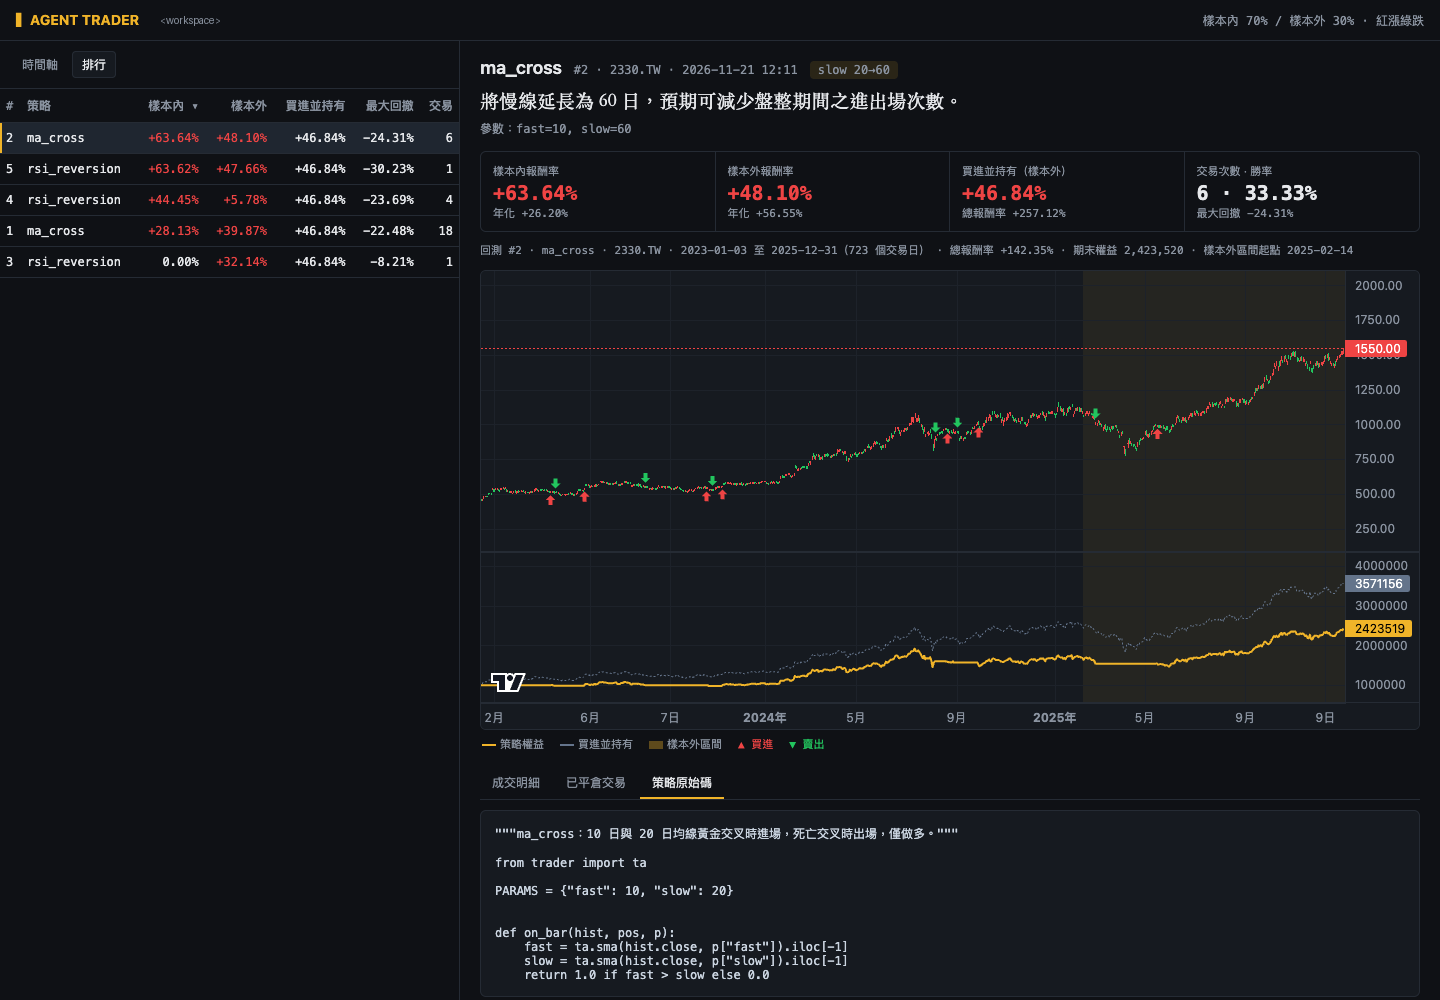 AGENT TRADER
<workspace>
樣本內 70% / 樣本外 30% · 紅漲綠跌
時間軸 排行
# 策略 樣本內 ▼ 樣本外 買進並持有 最大回撤 交易
2 ma_cross +63.64% +48.10% +46.84% −24.31% 6
5 rsi_reversion +63.62% +47.66% +46.84% −30.23% 1
4 rsi_reversion +44.45% +5.78% +46.84% −23.69% 4
1 ma_cross +28.13% +39.87% +46.84% −22.48% 18
3 rsi_reversion 0.00% +32.14% +46.84% −8.21% 1
ma_cross #2 · 2330.TW · 2026-11-21 12:11 slow 20→60
將慢線延長為 60 日，預期可減少盤整期間之進出場次數。
參數：fast=10, slow=60
樣本內報酬率
+63.64%
年化 +26.20%
樣本外報酬率
+48.10%
年化 +56.55%
買進並持有 (樣本外)
+46.84%
總報酬率 +257.12%
交易次數 · 勝率
6 · 33.33%
最大回撤 −24.31%
回測 #2 · ma_cross · 2330.TW · 2023-01-03 至 2025-12-31 (723 個交易日) · 總報酬率 +142.35% · 期末權益 2,423,520 · 樣本外區間起點 2025-02-14
2000.00
1750.00
1550.00
1250.00
1000.00
750.00
500.00
250.00
4000000
3571156
3000000
2423519
2000000
1000000
2月 6月 7日 2024年 5月 9月 2025年 5月 9月 9日
策略權益 買進並持有 樣本外區間 ▲ 買進 ▼ 賣出
成交明細 已平倉交易 策略原始碼
"""ma_cross：10 日與 20 日均線黃金交叉時進場，死亡交叉時出場，僅做多。"""
from trader import ta
PARAMS = {"fast": 10, "slow": 20}
def on_bar(hist, pos, p):
    fast = ta.sma(hist.close, p["fast"]).iloc[-1]
    slow = ta.sma(hist.close, p["slow"]).iloc[-1]
    return 1.0 if fast > slow else 0.0